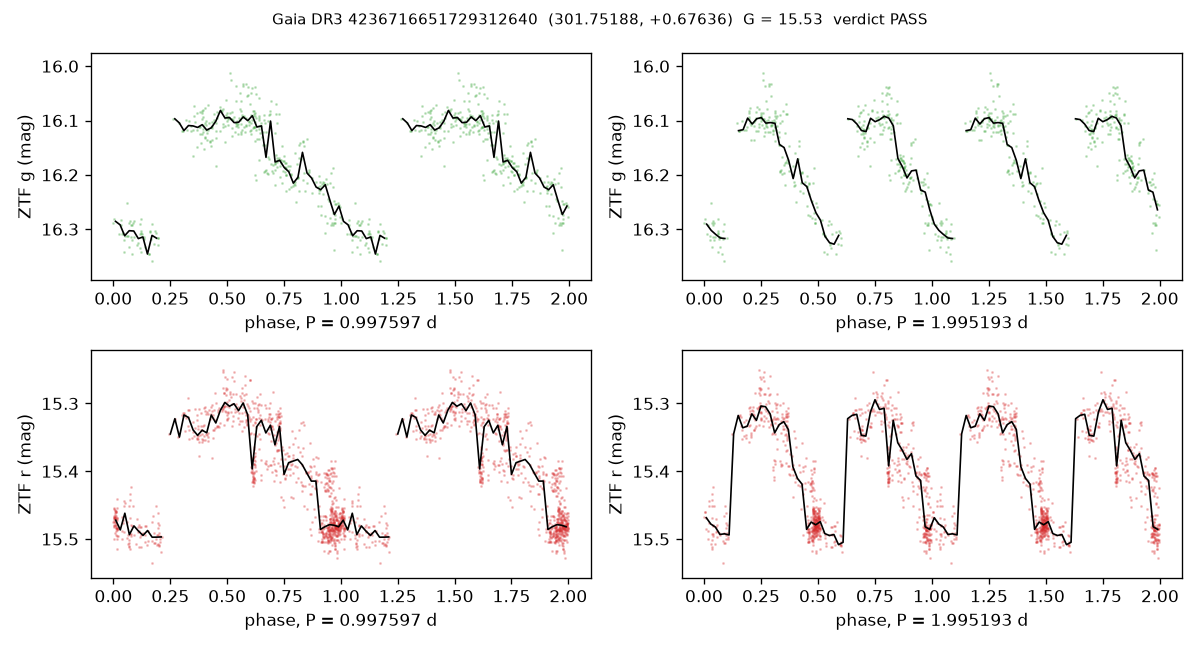 Gaia DR3 4236716651729312640 (301.75188, +0.67636) G = 15.53 verdict PASS
16.0
16.1
16.2
16.3
ZTF g (mag)
0.00 0.25 0.50 0.75 1.00 1.25 1.50 1.75 2.00
phase, P = 0.997597 d
16.0
16.1
16.2
16.3
ZTF g (mag)
0.00 0.25 0.50 0.75 1.00 1.25 1.50 1.75 2.00
phase, P = 1.995193 d
15.3
15.4
15.5
ZTF r (mag)
0.00 0.25 0.50 0.75 1.00 1.25 1.50 1.75 2.00
phase, P = 0.997597 d
15.3
15.4
15.5
ZTF r (mag)
0.00 0.25 0.50 0.75 1.00 1.25 1.50 1.75 2.00
phase, P = 1.995193 d